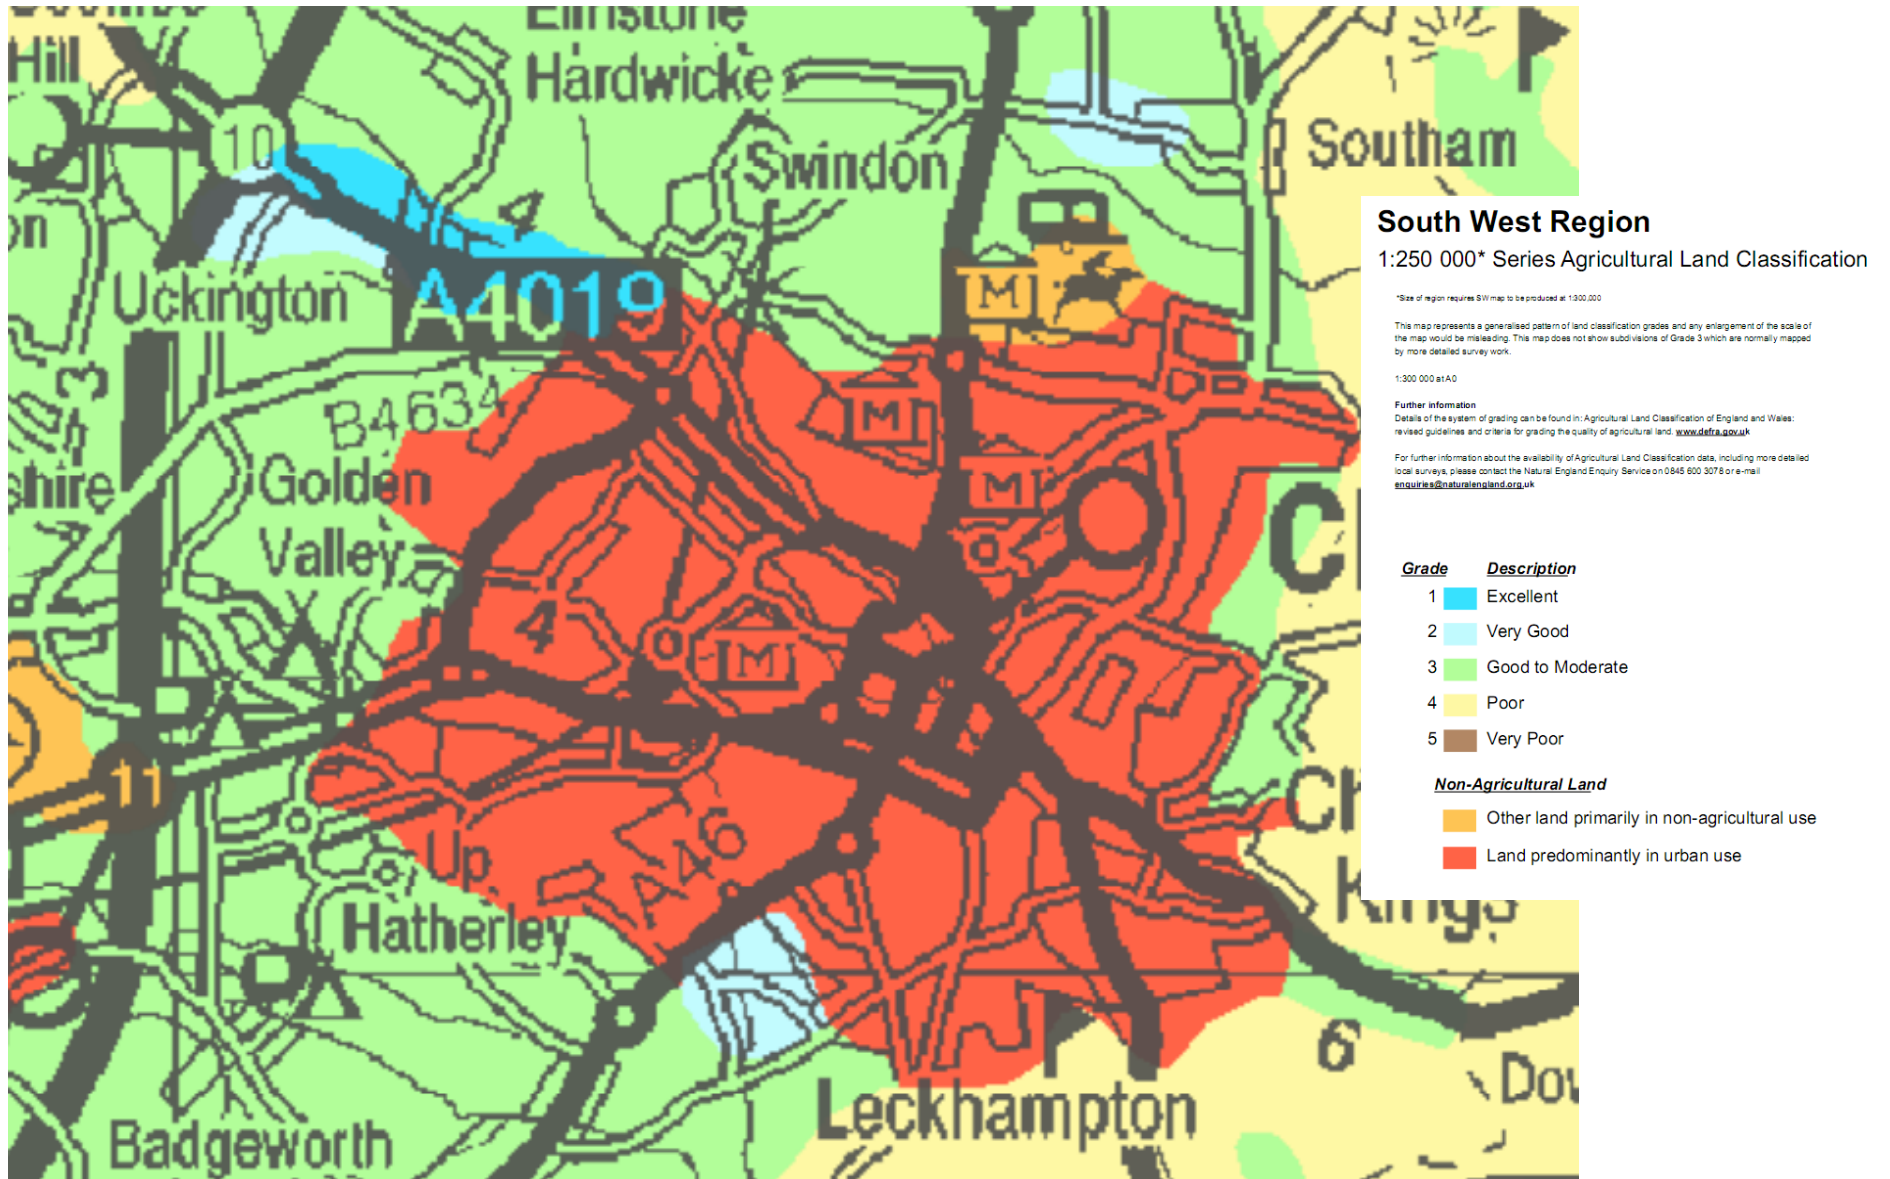 Elmstone
Hardwicke
Hill
10
Swindon
Southam
on
4
Uckington
A4019
M
3
B4634
M
shire
Golden
Valley
M
4
M
11
Up
A46
Hatherley
Ch
Kings
6
Dow
Leckhampton
Badgeworth
South West Region
1:250 000* Series Agricultural Land Classification
*Size of region requires SW map to be produced at 1:300,000
This map represents a generalised pattern of land classification grades and any enlargement of the scale of
the map would be misleading. This map does not show subdivisions of Grade 3 which are normally mapped
by more detailed survey work.
1:300 000 at A0
Further information
Details of the system of grading can be found in: Agricultural Land Classification of England and Wales:
revised guidelines and criteria for grading the quality of agricultural land. www.defra.gov.uk
For further information about the availability of Agricultural Land Classification data, including more detailed
local surveys, please contact the Natural England Enquiry Service on 0845 600 3078 or e-mail
enquiries@naturalengland.org.uk
Grade Description
1 Excellent
2 Very Good
3 Good to Moderate
4 Poor
5 Very Poor
Non-Agricultural Land
Other land primarily in non-agricultural use
Land predominantly in urban use